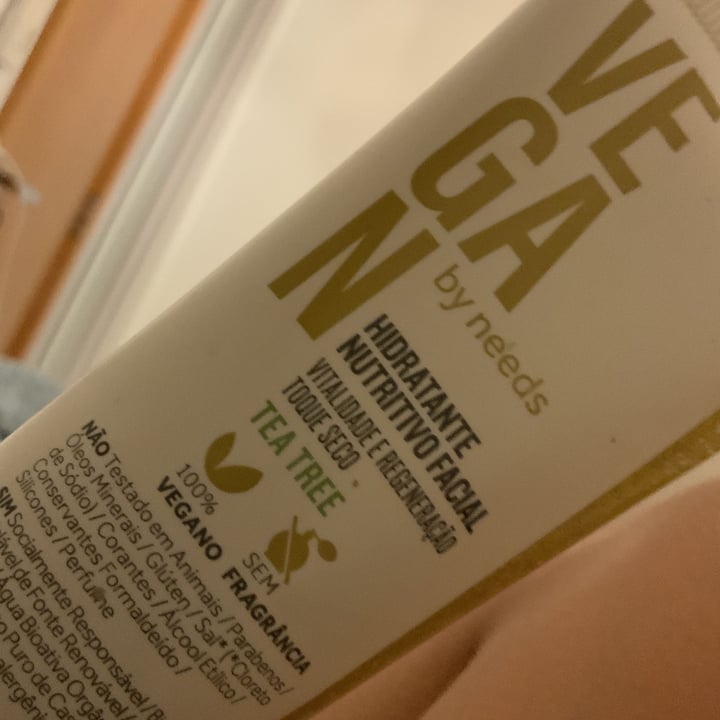 VE
GA
N
by needs
HIDRATANTE
NUTRITIVO FACIAL
VITALIDADE E REGENERAÇÃO
TOQUE SECO
TEA TREE
100%
VEGANO
SEM
FRAGRÂNCIA
NÃO Testado em Animais / Parabenos /
Óleos Minerais / Glúten / Sal* (*Cloreto
de Sódio) / Corantes / Álcool Etílico /
Conservantes Formaldeído /
Silicones / Perfume
SIM Socialmente Responsável /
de Fonte Renovável /
Água Bioativa
Puro de